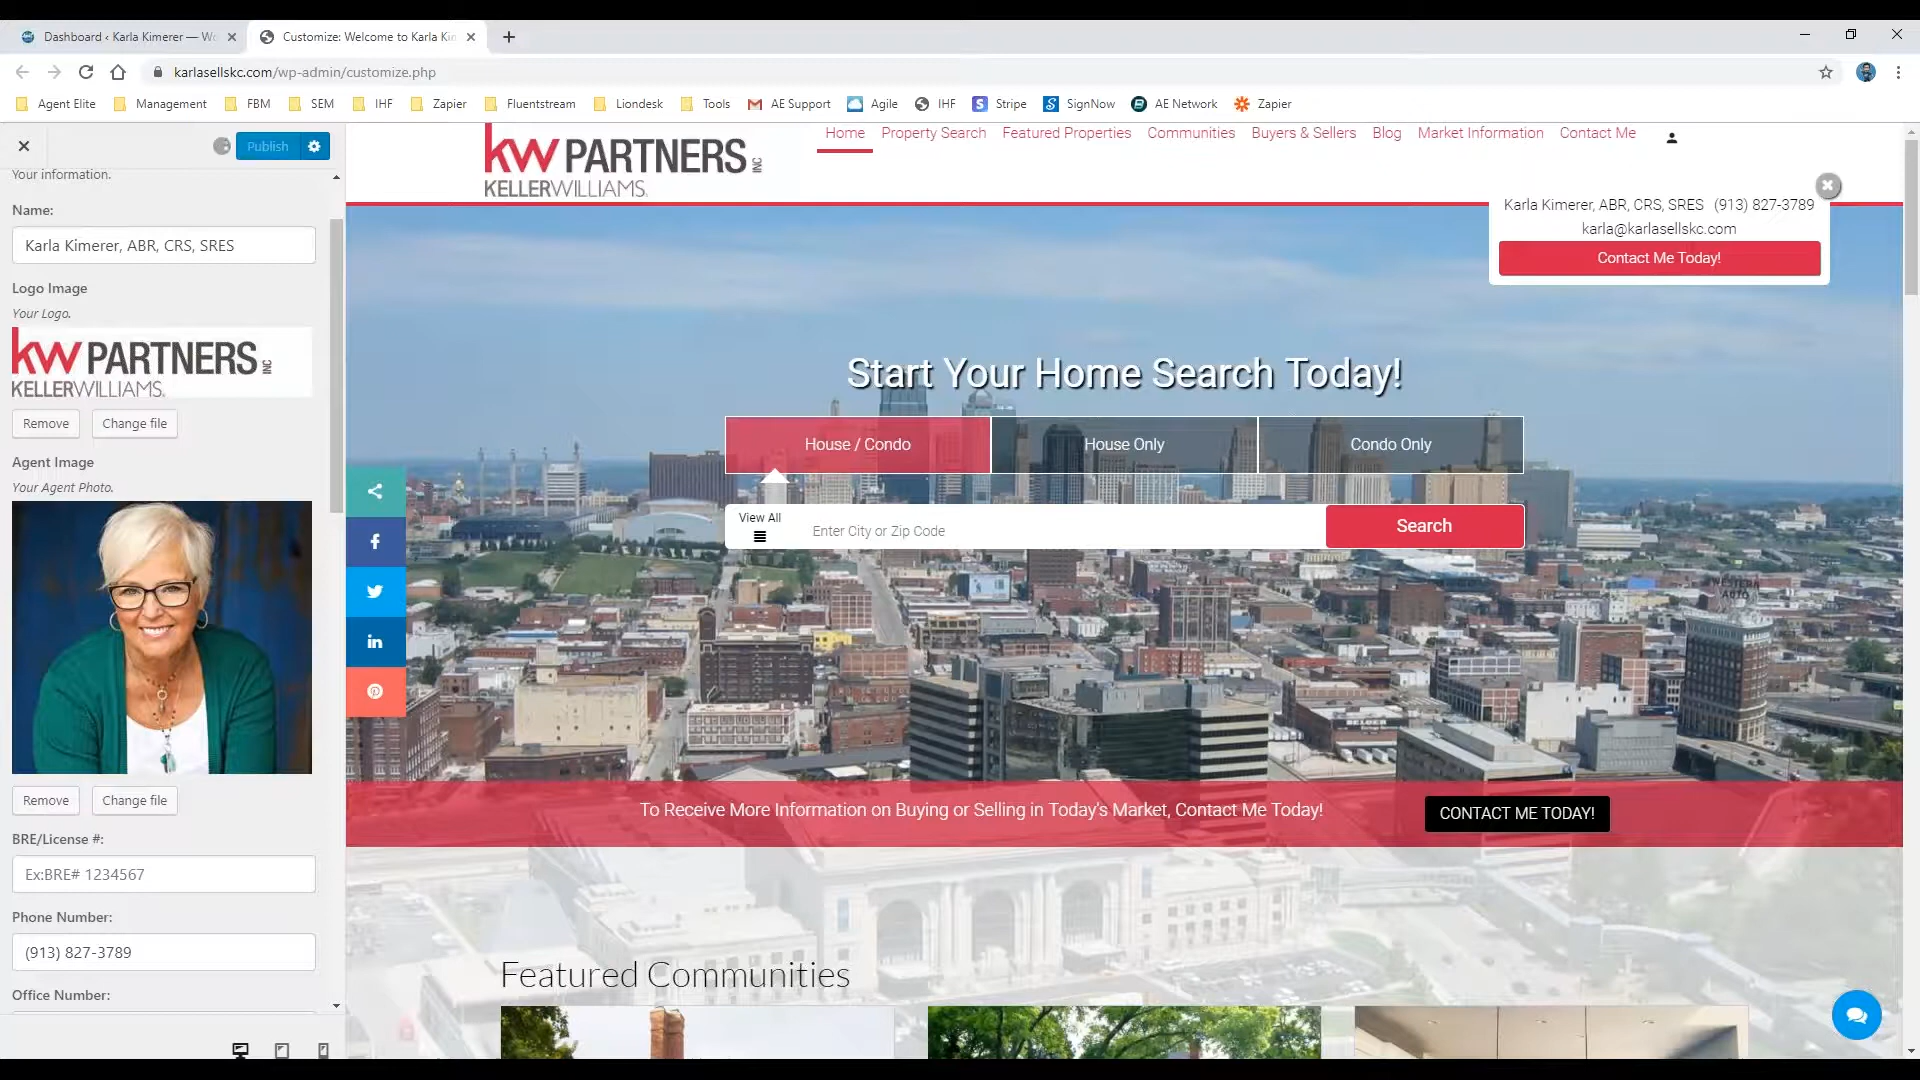 Dashboard ‹ Karla Kimerer — Wo
Customize: Welcome to Karla Kim
karlasellskc.com/wp-admin/customize.php
Agent Elite
Management
FBM
SEM
IHF
Zapier
Fluentstream
Liondesk
Tools
AE Support
Agile
IHF
Stripe
SignNow
AE Network
Zapier
Publish
Your information.
Name:
Karla Kimerer, ABR, CRS, SRES
Logo Image
Your Logo.
kw PARTNERS INC
KELLERWILLIAMS.
Remove
Change file
Agent Image
Your Agent Photo.
Remove
Change file
BRE/License #:
Ex:BRE# 1234567
Phone Number:
(913) 827-3789
Office Number:
kw PARTNERS INC
KELLERWILLIAMS.
Home
Property Search
Featured Properties
Communities
Buyers & Sellers
Blog
Market Information
Contact Me
Karla Kimerer, ABR, CRS, SRES (913) 827-3789
karla@karlasellskc.com
Contact Me Today!
Start Your Home Search Today!
House / Condo
House Only
Condo Only
View All
Enter City or Zip Code
Search
WESTERN
AUTO
To Receive More Information on Buying or Selling in Today's Market, Contact Me Today!
CONTACT ME TODAY!
Featured Communities